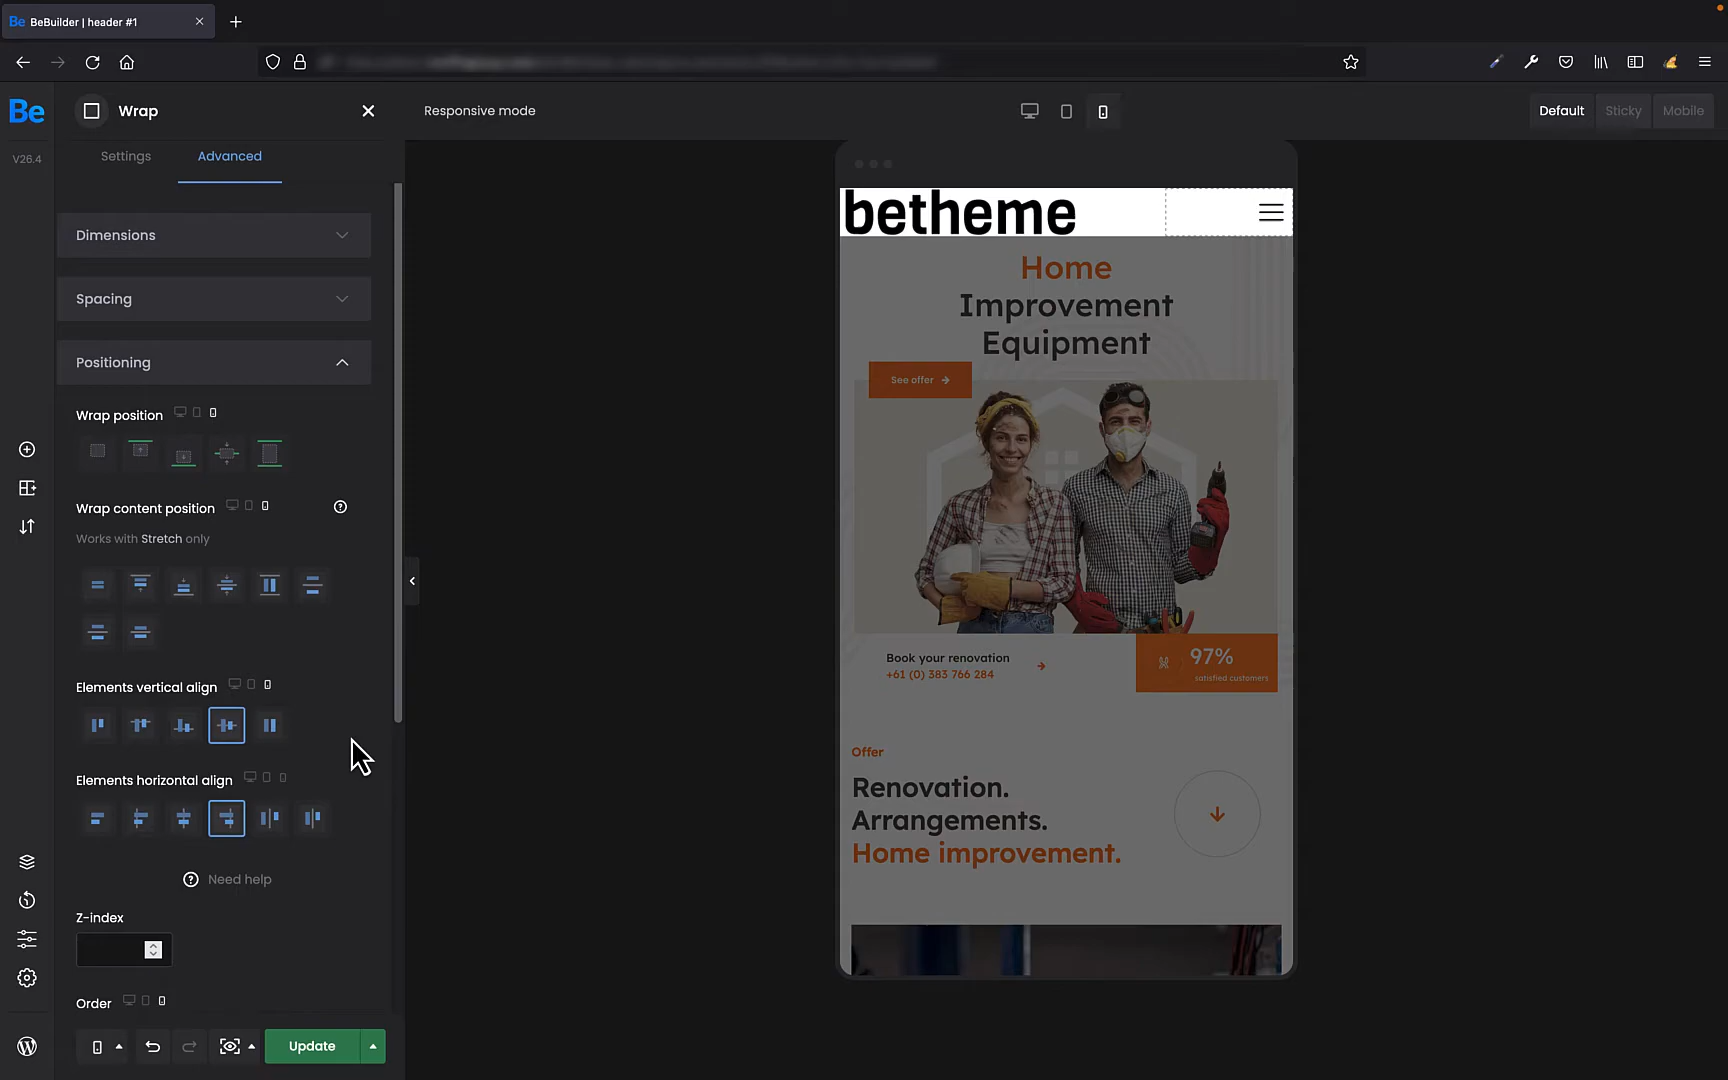 Be BeBuilder | header #1
Be
Wrap
Responsive mode
Default
Sticky
Mobile
V26.4
Settings
Advanced
Dimensions
Spacing
Positioning
Wrap position
Wrap content position
Works with Stretch only
Elements vertical align
Elements horizontal align
Need help
Z-index
Order
Update
betheme
Home
Improvement
Equipment
See offer
Book your renovation
+61 (0) 383 766 284
97%
satisfied customers
Offer
Renovation.
Arrangements.
Home improvement.